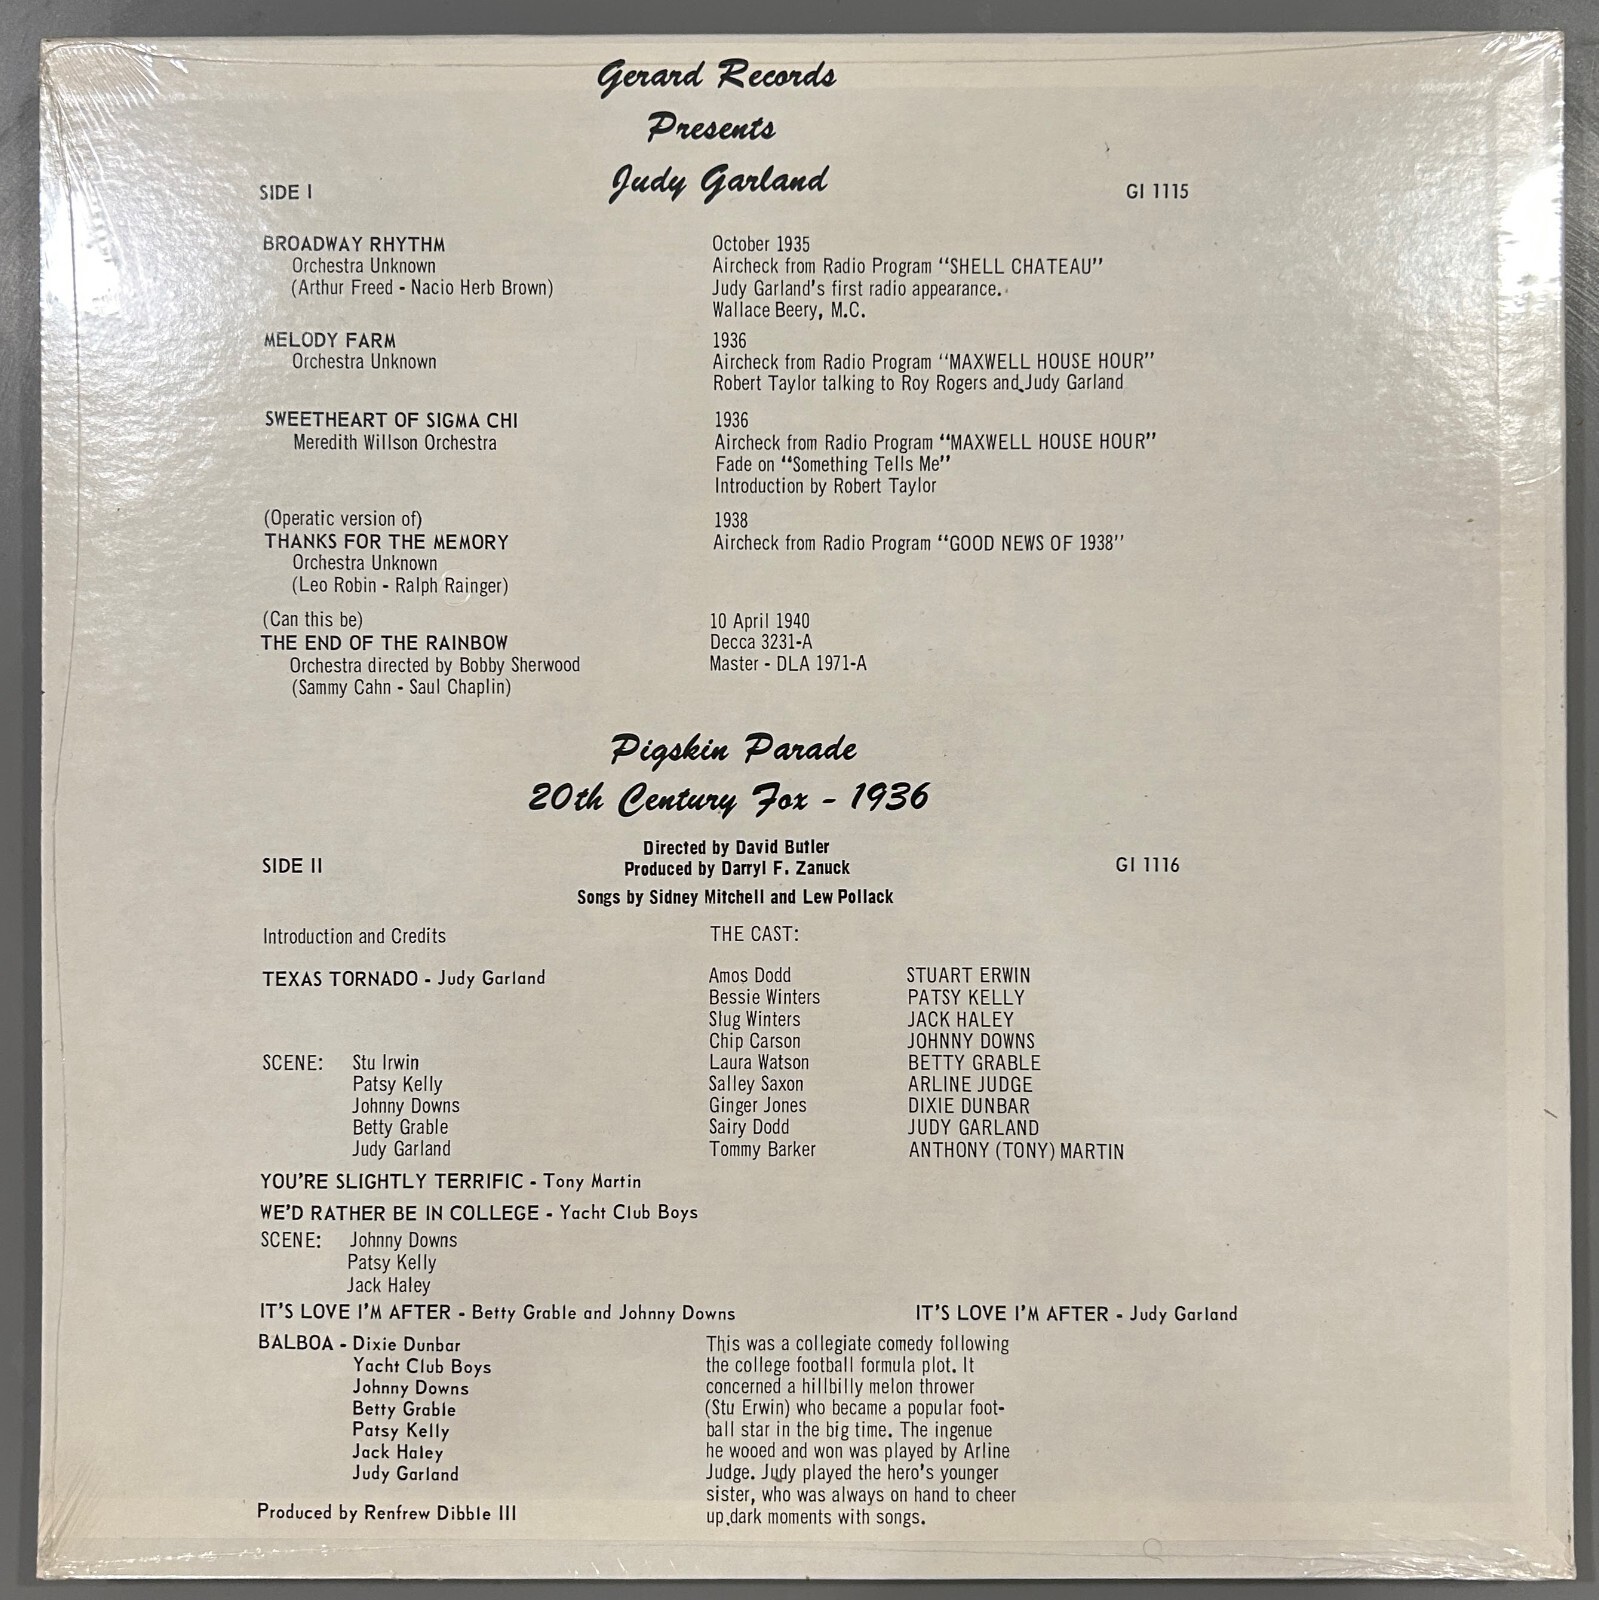 Gerard Records
Presents
Judy Garland
SIDE I
GI 1115
BROADWAY RHYTHM
Orchestra Unknown
(Arthur Freed - Nacio Herb Brown)
October 1935
Aircheck from Radio Program “SHELL CHATEAU”
Judy Garland's first radio appearance.
Wallace Beery, M.C.
MELODY FARM
Orchestra Unknown
1936
Aircheck from Radio Program “MAXWELL HOUSE HOUR”
Robert Taylor talking to Roy Rogers and Judy Garland
SWEETHEART OF SIGMA CHI
Meredith Willson Orchestra
1936
Aircheck from Radio Program “MAXWELL HOUSE HOUR”
Fade on “Something Tells Me”
Introduction by Robert Taylor
(Operatic version of)
THANKS FOR THE MEMORY
Orchestra Unknown
(Leo Robin - Ralph Rainger)
1938
Aircheck from Radio Program “GOOD NEWS OF 1938”
(Can this be)
THE END OF THE RAINBOW
Orchestra directed by Bobby Sherwood
(Sammy Cahn - Saul Chaplin)
10 April 1940
Decca 3231-A
Master - DLA 1971-A
Pigskin Parade
20th Century Fox - 1936
Directed by David Butler
Produced by Darryl F. Zanuck
Songs by Sidney Mitchell and Lew Pollack
SIDE II
GI 1116
Introduction and Credits
TEXAS TORNADO - Judy Garland
SCENE: Stu Irwin
Patsy Kelly
Johnny Downs
Betty Grable
Judy Garland
THE CAST:
Amos Dodd STUART ERWIN
Bessie Winters PATSY KELLY
Slug Winters JACK HALEY
Chip Carson JOHNNY DOWNS
Laura Watson BETTY GRABLE
Salley Saxon ARLINE JUDGE
Ginger Jones DIXIE DUNBAR
Sairy Dodd JUDY GARLAND
Tommy Barker ANTHONY (TONY) MARTIN
YOU'RE SLIGHTLY TERRIFIC - Tony Martin
WE'D RATHER BE IN COLLEGE - Yacht Club Boys
SCENE: Johnny Downs
Patsy Kelly
Jack Haley
IT'S LOVE I'M AFTER - Betty Grable and Johnny Downs
IT'S LOVE I'M AFTER - Judy Garland
BALBOA - Dixie Dunbar
Yacht Club Boys
Johnny Downs
Betty Grable
Patsy Kelly
Jack Haley
Judy Garland
This was a collegiate comedy following
the college football formula plot. It
concerned a hillbilly melon thrower
(Stu Erwin) who became a popular foot-
ball star in the big time. The ingenue
he wooed and won was played by Arline
Judge. Judy played the hero's younger
sister, who was always on hand to cheer
up dark moments with songs.
Produced by Renfrew Dibble III